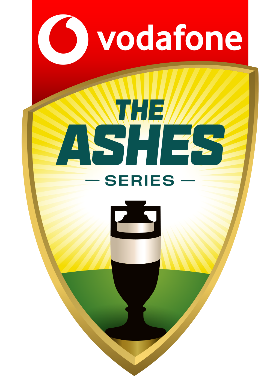 vodafone
THE
ASHES
SERIES